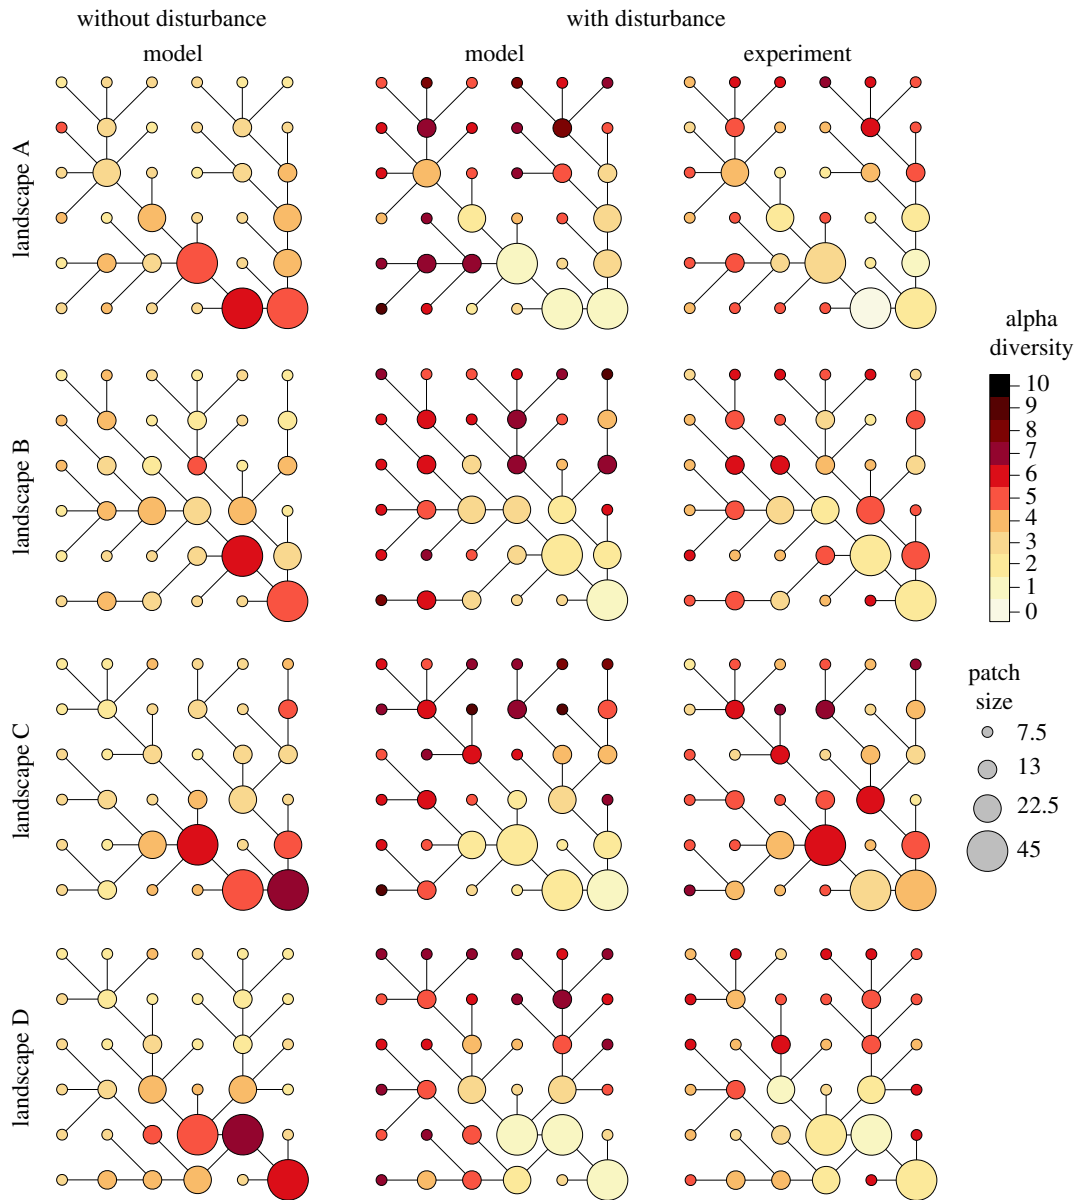 without disturbance
with disturbance
model
model
experiment
landscape A
landscape B
landscape C
landscape D
alpha
diversity
10
9
8
7
6
5
4
3
2
1
0
patch
size
7.5
13
22.5
45